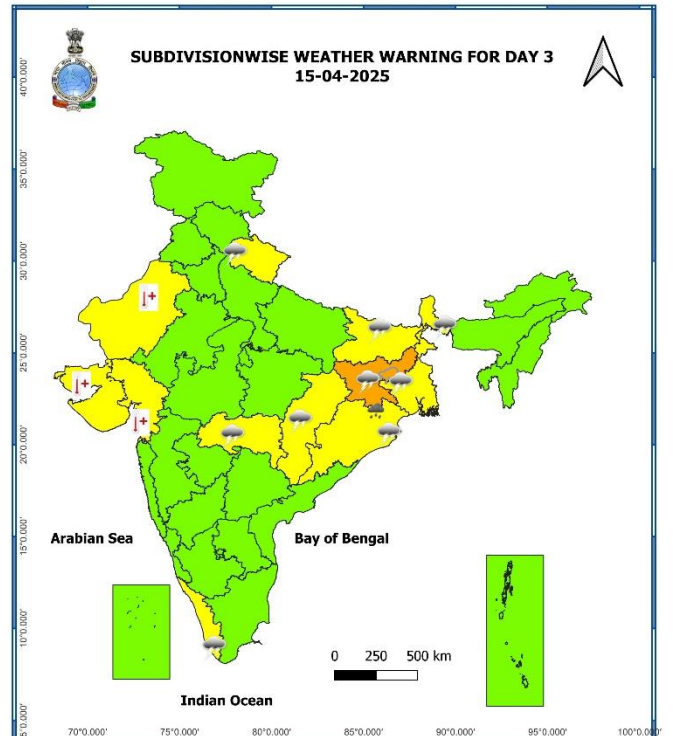 SUBDIVISIONWISE WEATHER WARNING FOR DAY 3
15-04-2025
40°0.000'
35°0.000'
30°0.000'
25°0.000'
20°0.000'
15°0.000'
10°0.000'
5°0.000'
Arabian Sea
Bay of Bengal
0 250 500 km
Indian Ocean
70°0.000' 75°0.000' 80°0.000' 85°0.000' 90°0.000' 95°0.000' 100°0.000'